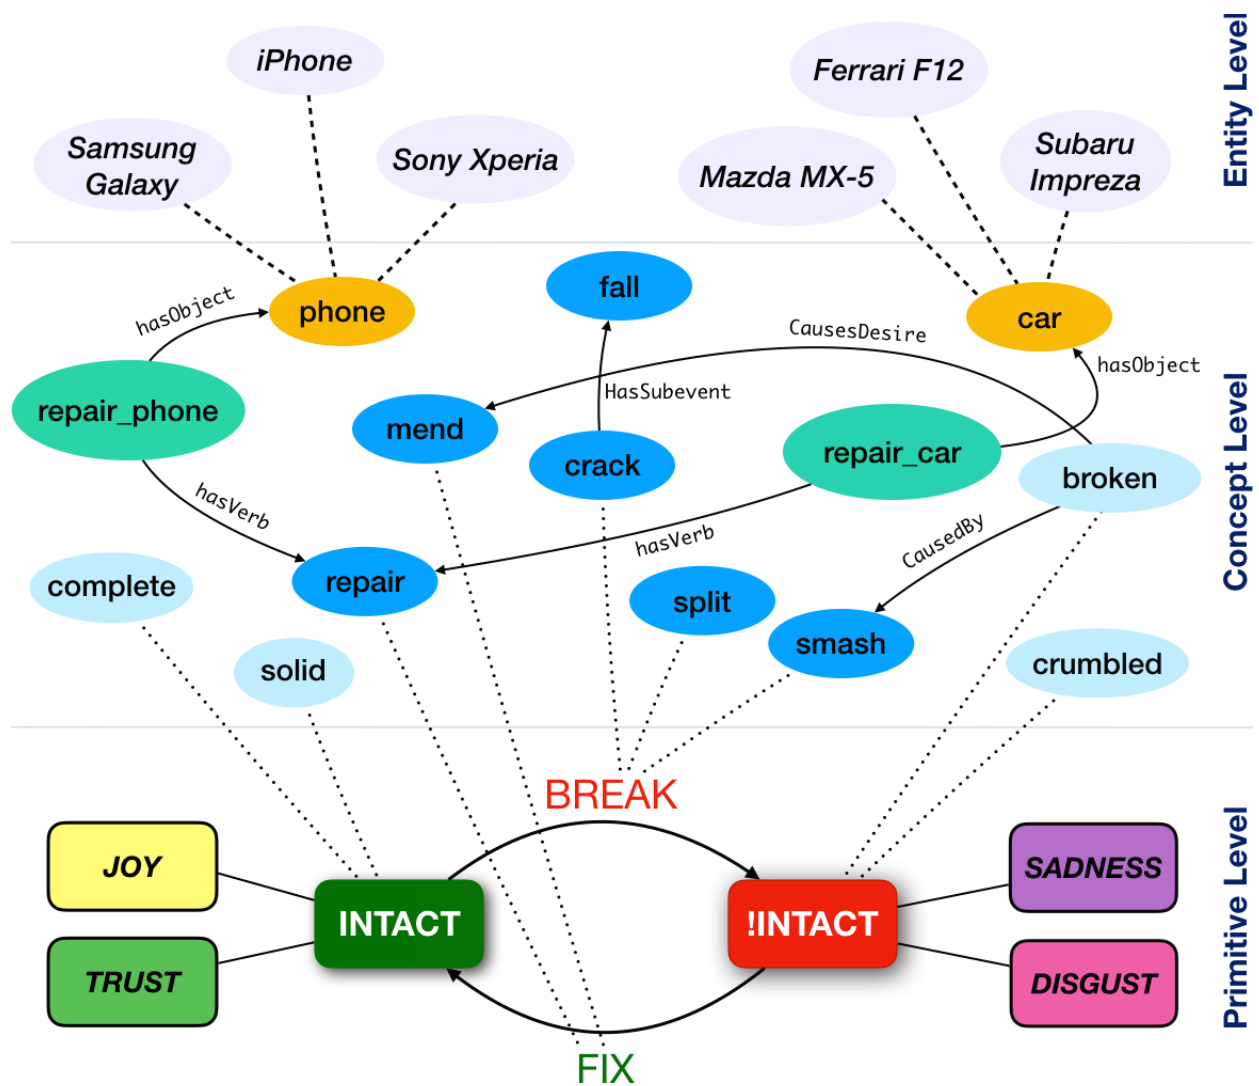 iPhone
Ferrari F12
Entity Level
Samsung
Galaxy
Sony Xperia
Mazda MX-5
Subaru
Impreza
fall
phone
car
hasObject
CausesDesire
hasObject
HasSubevent
repair_phone
mend
crack
repair_car
broken
Concept Level
hasVerb
hasVerb
CausedBy
complete
repair
split
smash
solid
crumbled
BREAK
JOY
SADNESS
INTACT
!INTACT
TRUST
DISGUST
Primitive Level
FIX